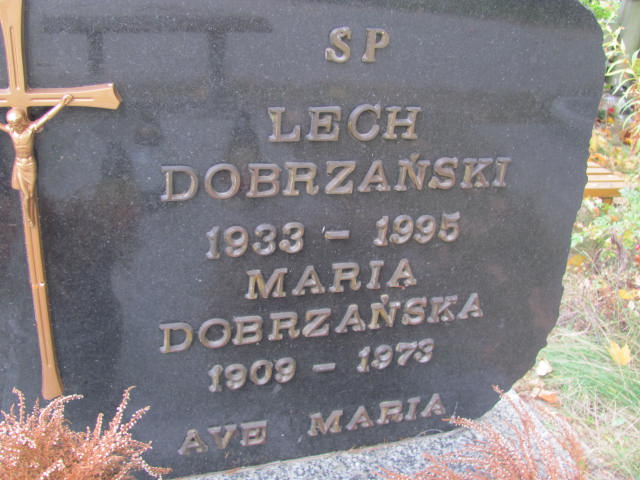 SP
LECH
DOBRZAŃSKI
1933 - 1995
MARIA
DOBRZAŃSKA
1909 - 1973
AVE MARIA